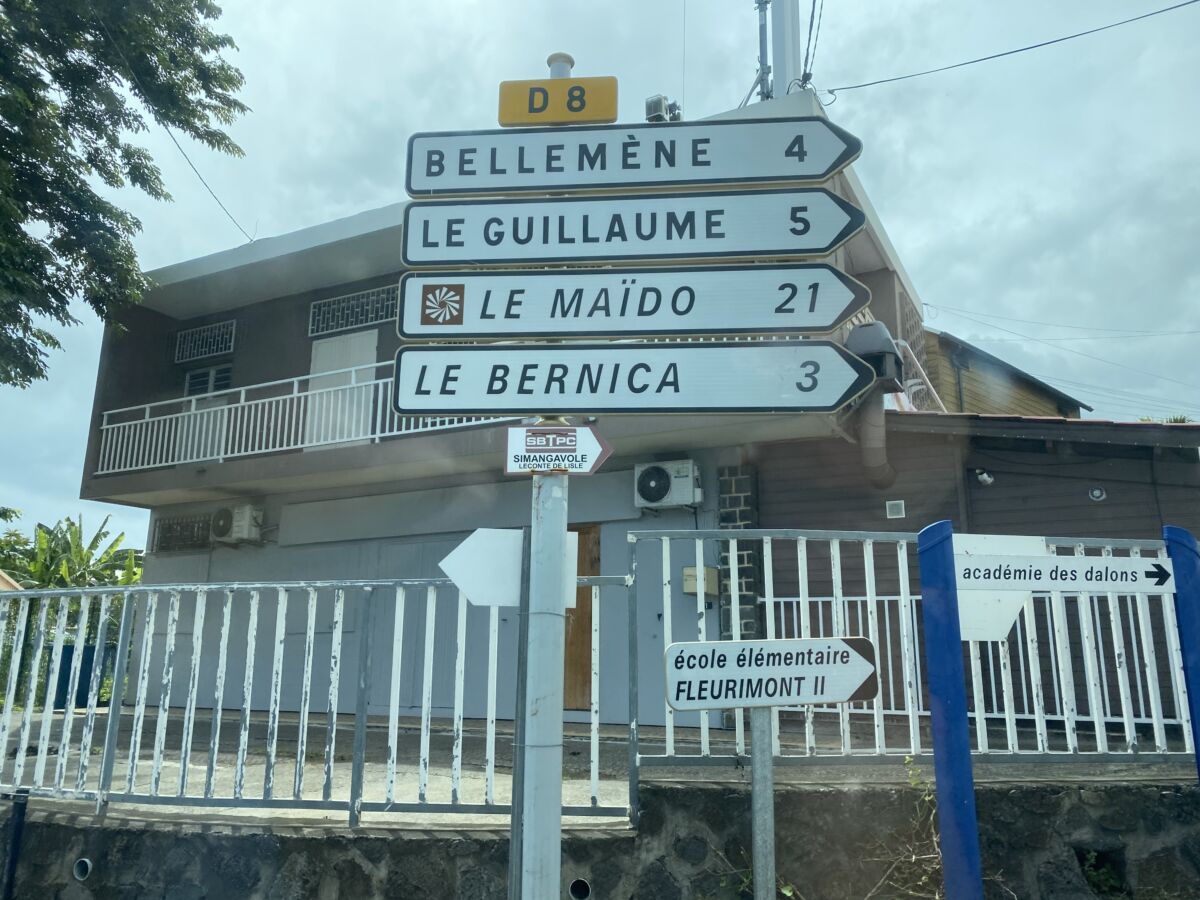 D 8
BELLEMÈNE 4
LE GUILLAUME 5
LE MAÏDO 21
LE BERNICA 3
SBTPC
SIMANGAVOLE
LECONTE DE LISLE
académie des dalons
école élémentaire
FLEURIMONT II